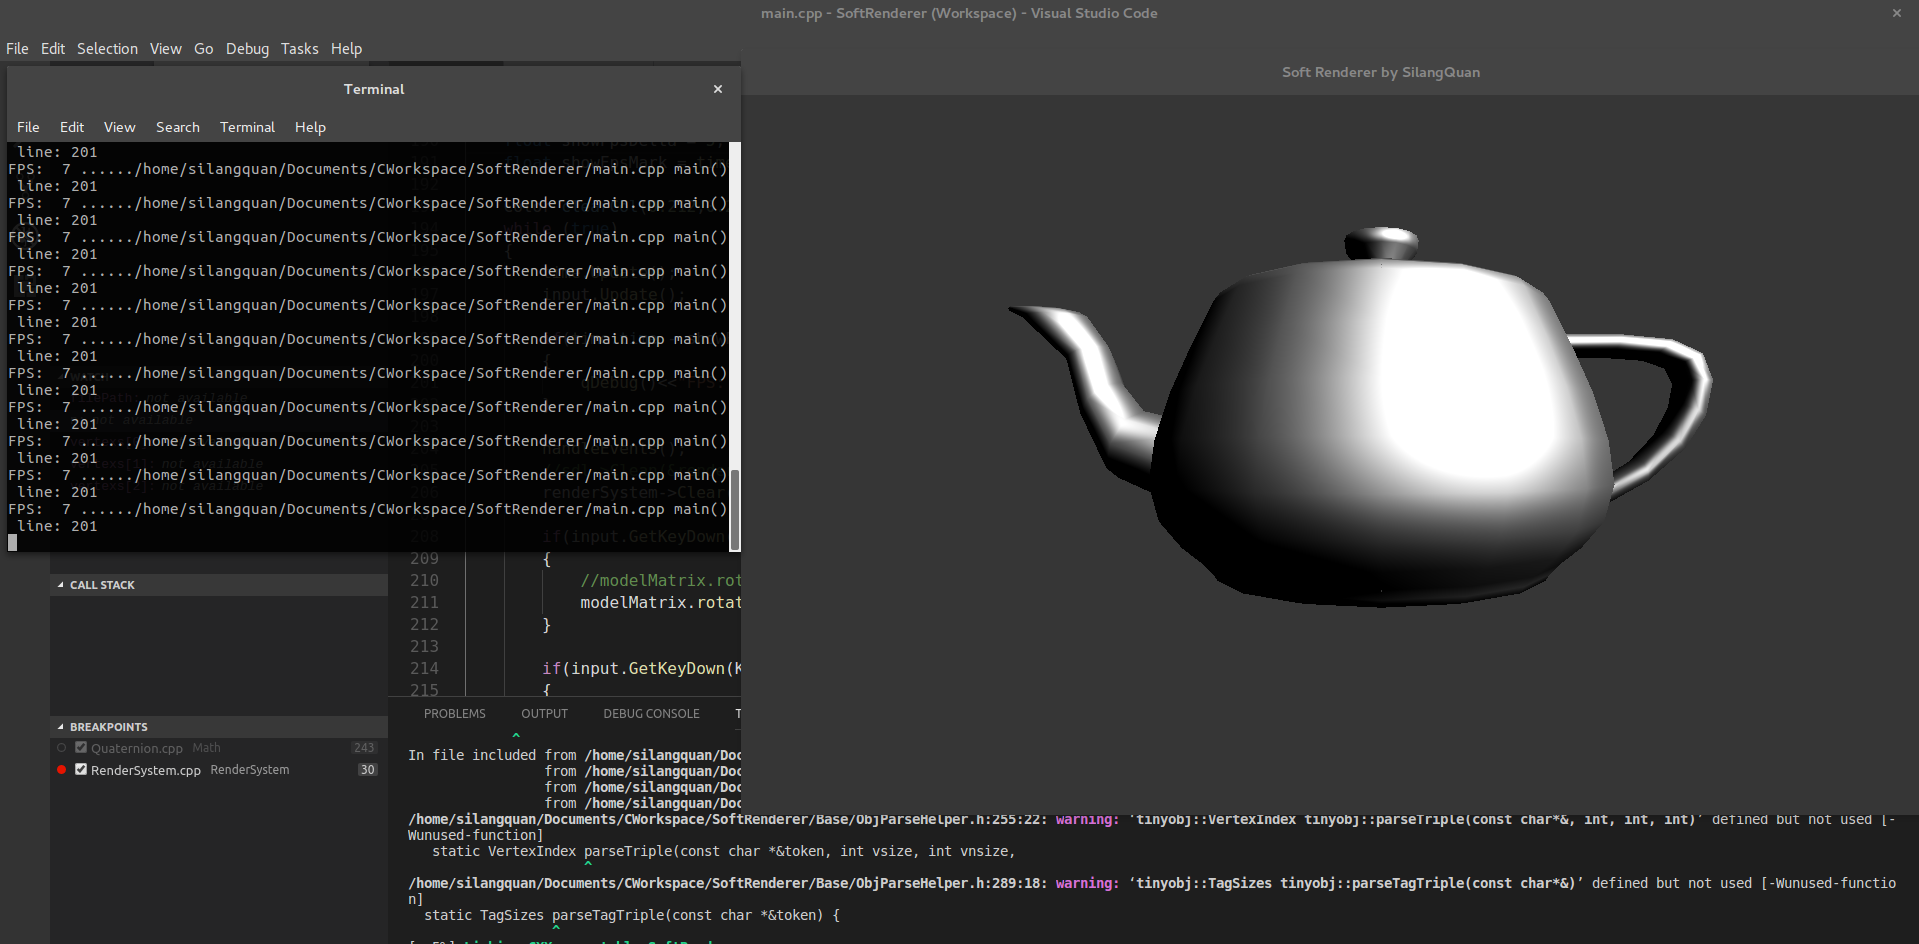 main.cpp - SoftRenderer (Workspace) - Visual Studio Code
×
File Edit Selection View Go Debug Tasks Help
Terminal
×
Soft Renderer by SilangQuan
File Edit View Search Terminal Help
line: 201
FPS:  7 ....../home/silangquan/Documents/CWorkspace/SoftRenderer/main.cpp main()
line: 201
FPS:  7 ....../home/silangquan/Documents/CWorkspace/SoftRenderer/main.cpp main()
line: 201
FPS:  7 ....../home/silangquan/Documents/CWorkspace/SoftRenderer/main.cpp main()
line: 201
FPS:  7 ....../home/silangquan/Documents/CWorkspace/SoftRenderer/main.cpp main()
line: 201
FPS:  7 ....../home/silangquan/Documents/CWorkspace/SoftRenderer/main.cpp main()
line: 201
FPS:  7 ....../home/silangquan/Documents/CWorkspace/SoftRenderer/main.cpp main()
line: 201
FPS:  7 ....../home/silangquan/Documents/CWorkspace/SoftRenderer/main.cpp main()
line: 201
FPS:  7 ....../home/silangquan/Documents/CWorkspace/SoftRenderer/main.cpp main()
line: 201
FPS:  7 ....../home/silangquan/Documents/CWorkspace/SoftRenderer/main.cpp main()
line: 201
FPS:  7 ....../home/silangquan/Documents/CWorkspace/SoftRenderer/main.cpp main()
line: 201
FPS:  7 ....../home/silangquan/Documents/CWorkspace/SoftRenderer/main.cpp main()
line: 201
input.Update();
handleEvents();
renderSystem->Clear
208 if(input.GetKeyDown
209 {
210 //modelMatrix.rot
211 modelMatrix.rotat
212 }
213
214 if(input.GetKeyDown(K
215 {
CALL STACK
BREAKPOINTS
Quaternion.cpp Math 243
RenderSystem.cpp RenderSystem 30
PROBLEMS OUTPUT DEBUG CONSOLE T
^
In file included from /home/silangquan/Doc
from /home/silangquan/Doc
from /home/silangquan/Doc
from /home/silangquan/Doc
/home/silangquan/Documents/CWorkspace/SoftRenderer/Base/ObjParseHelper.h:255:22: warning: ‘tinyobj::VertexIndex tinyobj::parseTriple(const char*&, int, int, int)’ defined but not used [-
Wunused-function]
static VertexIndex parseTriple(const char *&token, int vsize, int vnsize,
^
/home/silangquan/Documents/CWorkspace/SoftRenderer/Base/ObjParseHelper.h:289:18: warning: ‘tinyobj::TagSizes tinyobj::parseTagTriple(const char*&)’ defined but not used [-Wunused-functio
n]
static TagSizes parseTagTriple(const char *&token) {
^